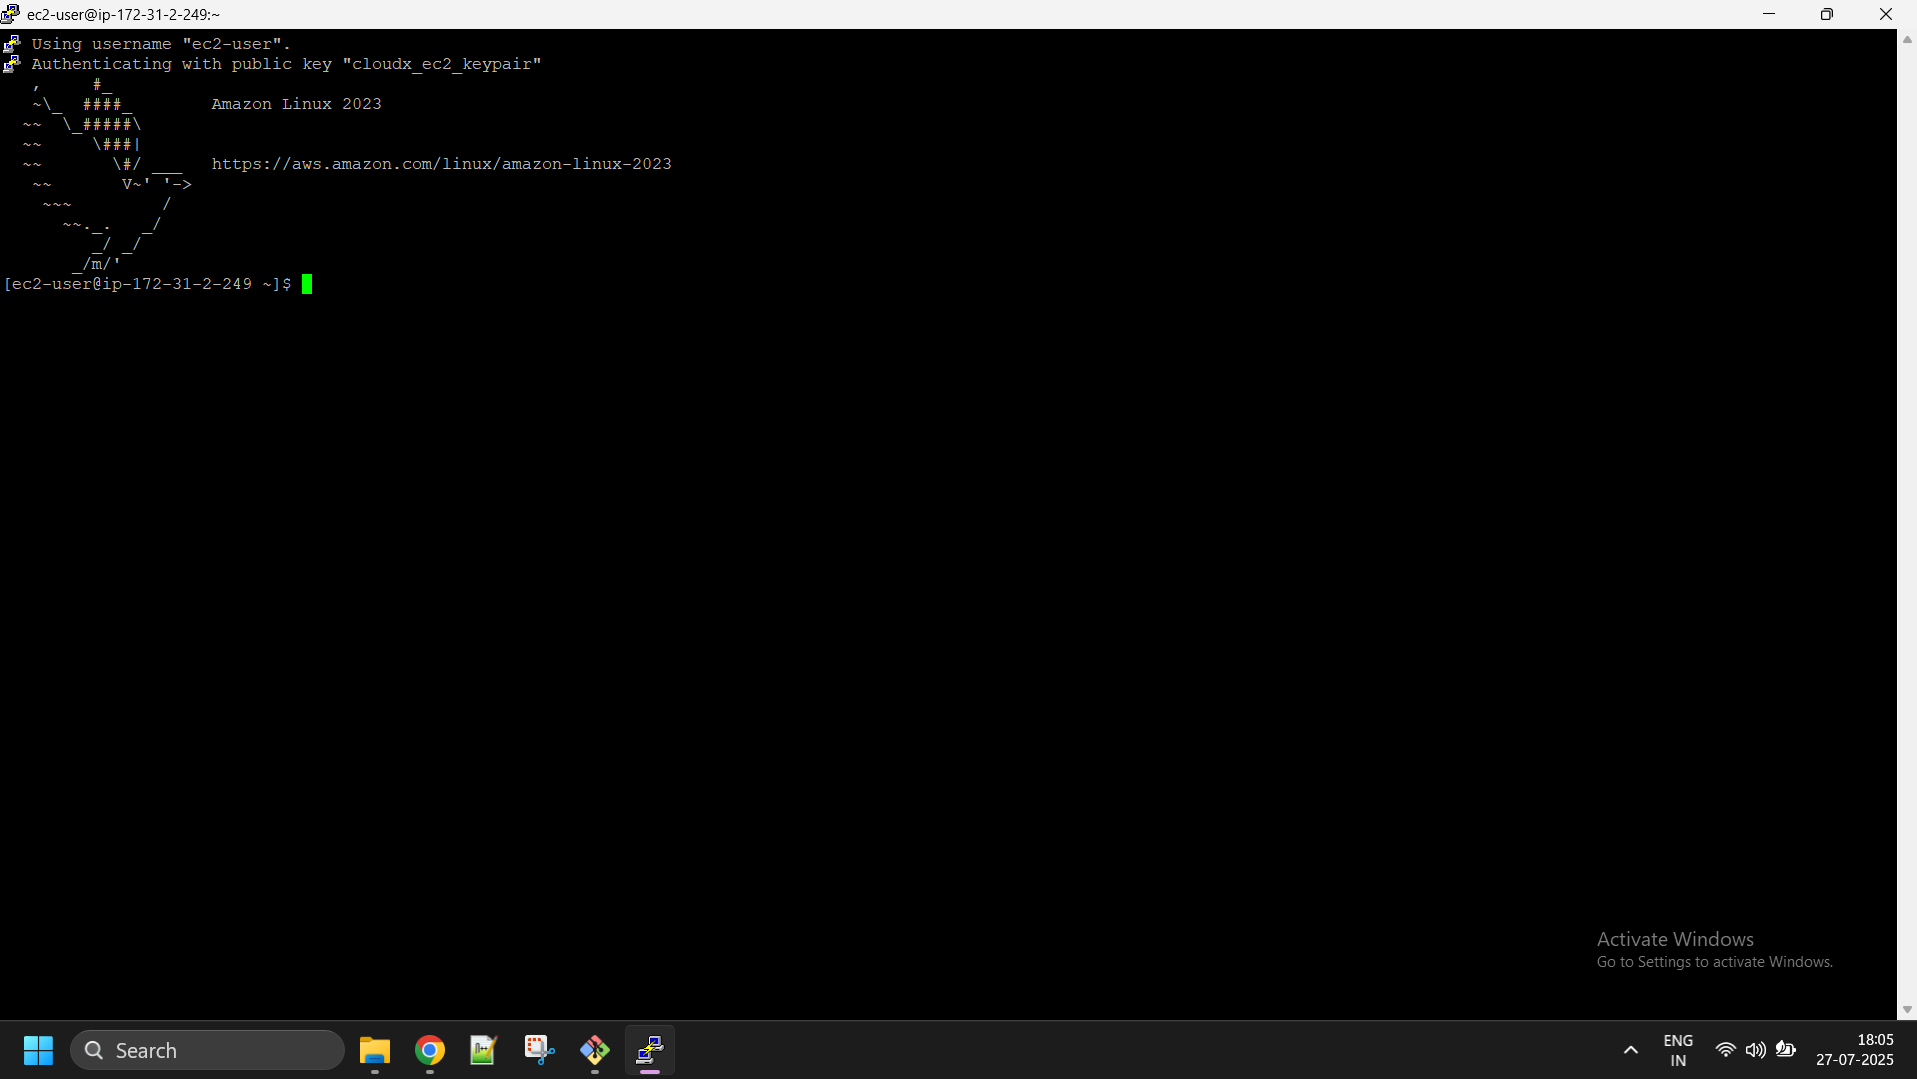 ec2-user@ip-172-31-2-249:~
Using username "ec2-user".
Authenticating with public key "cloudx_ec2_keypair"
   ,     #_
   ~\_  ####_        Amazon Linux 2023
  ~~  \_#####\
  ~~     \###|
  ~~       \#/ ___   https://aws.amazon.com/linux/amazon-linux-2023
   ~~       V~' '->
    ~~~         /
      ~~._.   _/
         _/ _/
       _/m/'
[ec2-user@ip-172-31-2-249 ~]$
Activate Windows
Go to Settings to activate Windows.
Search
ENG
IN
18:05
27-07-2025